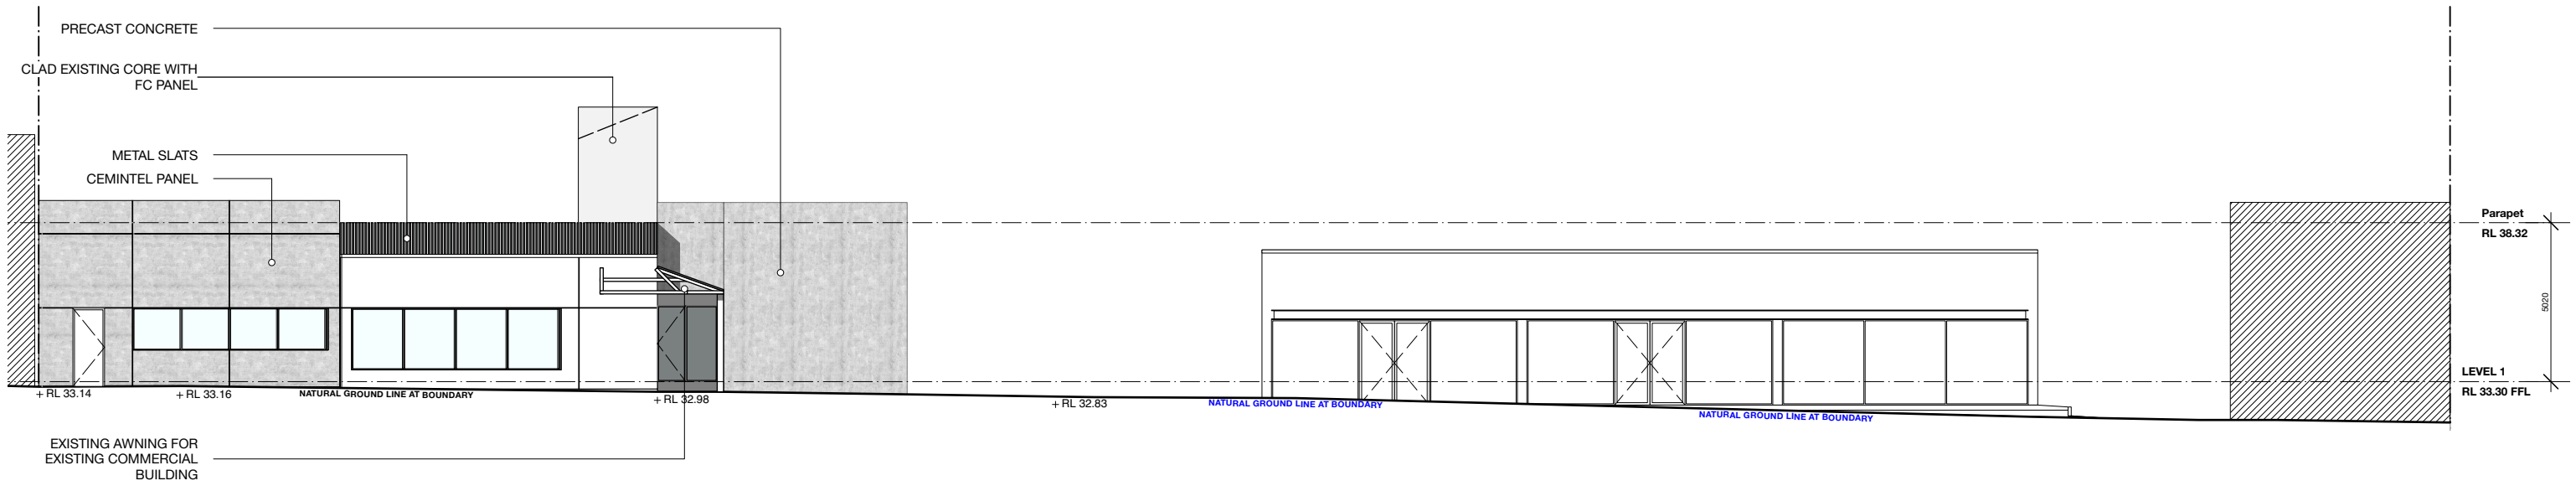 PRECAST CONCRETE
CLAD EXISTING CORE WITH
FC PANEL
METAL SLATS
CEMINTEL PANEL
Parapet
RL 38.32
5020
LEVEL 1
RL 33.30 FFL
+ RL 33.14
+ RL 33.16
NATURAL GROUND LINE AT BOUNDARY
+ RL 32.98
+ RL 32.83
NATURAL GROUND LINE AT BOUNDARY
NATURAL GROUND LINE AT BOUNDARY
EXISTING AWNING FOR
EXISTING COMMERCIAL
BUILDING